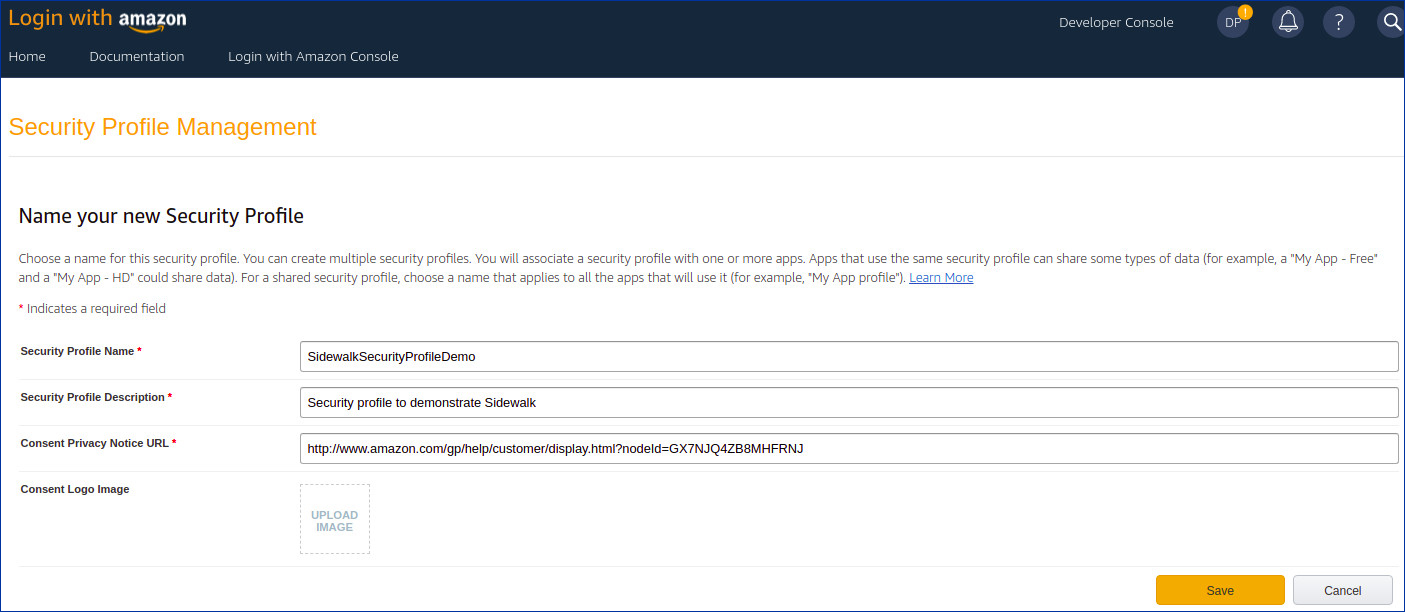 Login with amazon
Developer Console
DP
!
?
Home Documentation Login with Amazon Console
Security Profile Management
Name your new Security Profile
Choose a name for this security profile. You can create multiple security profiles. You will associate a security profile with one or more apps. Apps that use the same security profile can share some types of data (for example, a "My App - Free"
and a "My App - HD" could share data). For a shared security profile, choose a name that applies to all the apps that will use it (for example, "My App profile"). Learn More
* Indicates a required field
Security Profile Name *
SidewalkSecurityProfileDemo
Security Profile Description *
Security profile to demonstrate Sidewalk
Consent Privacy Notice URL *
http://www.amazon.com/gp/help/customer/display.html?nodeId=GX7NJQ4ZB8MHFRNJ
Consent Logo Image
UPLOAD
IMAGE
Save
Cancel